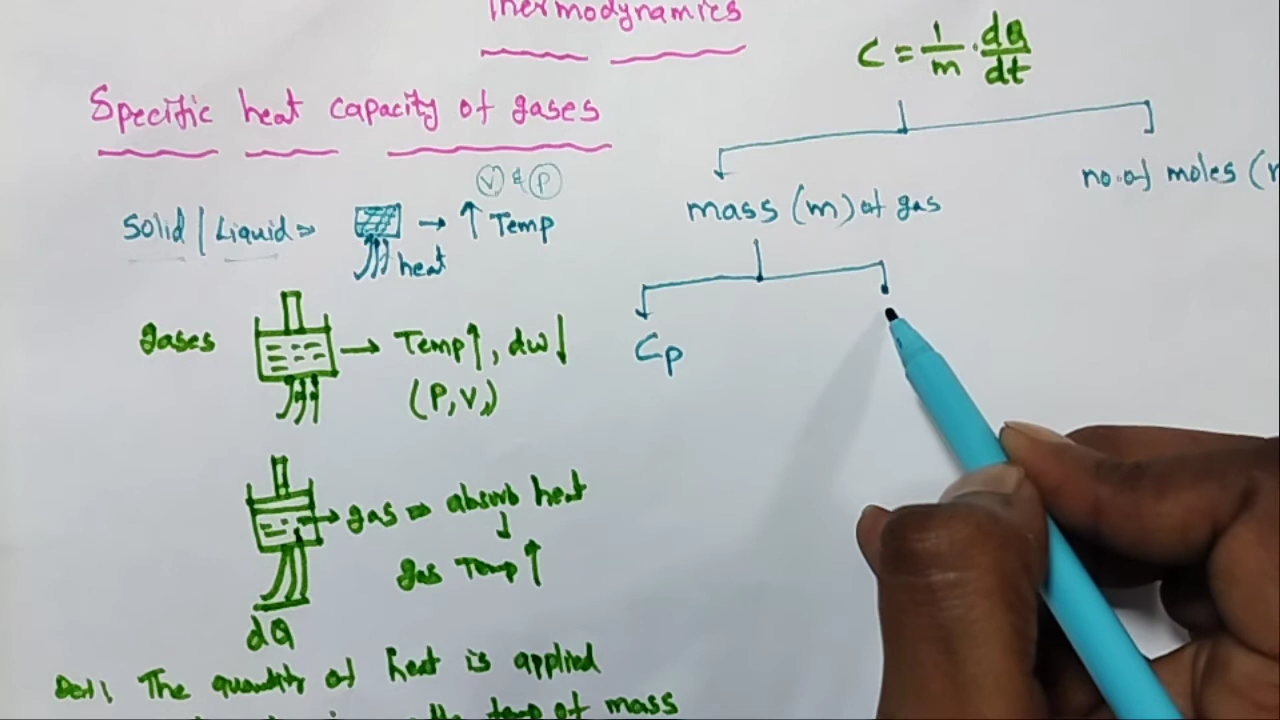 Thermodynamics
Specific heat capacity of gases
V & P
Solid / Liquid => → ↑ Temp
heat
gases → Temp↑, dw↓
(P, V,)
→ gas => absorb heat
↓
gas Temp ↑
dQ
The quantity of heat is applied
temp of mass
C = 1/m · dQ/dt
mass (m) of gas
no. of moles (
Cp